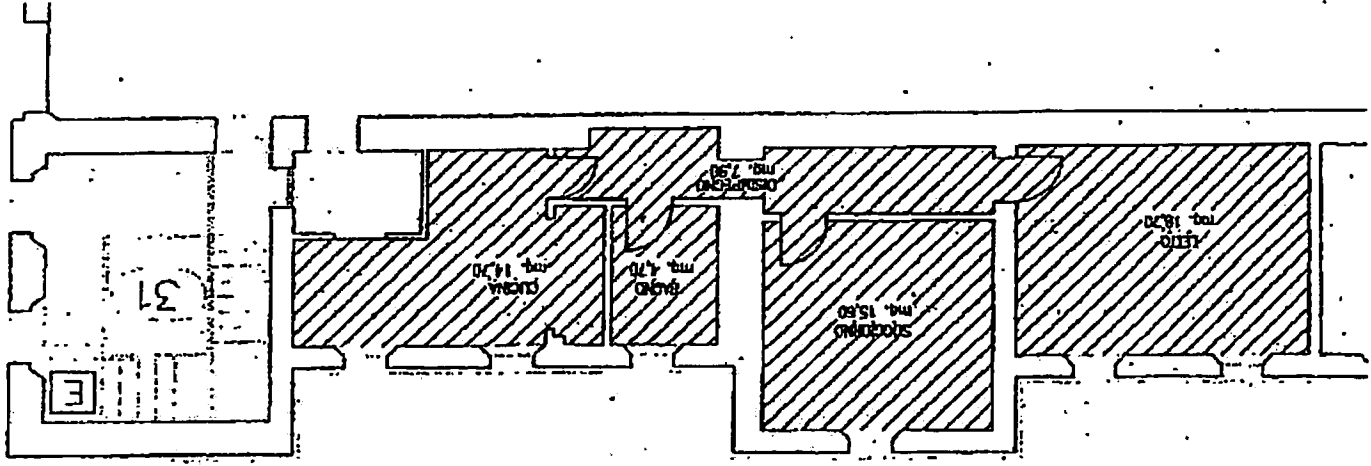 DISIMPEGNO
mq. 7,90
LETTO
mq. 18,70
SOGGIORNO
mq. 15,60
BAGNO
mq. 4,70
CUCINA
mq. 14,70
31
E